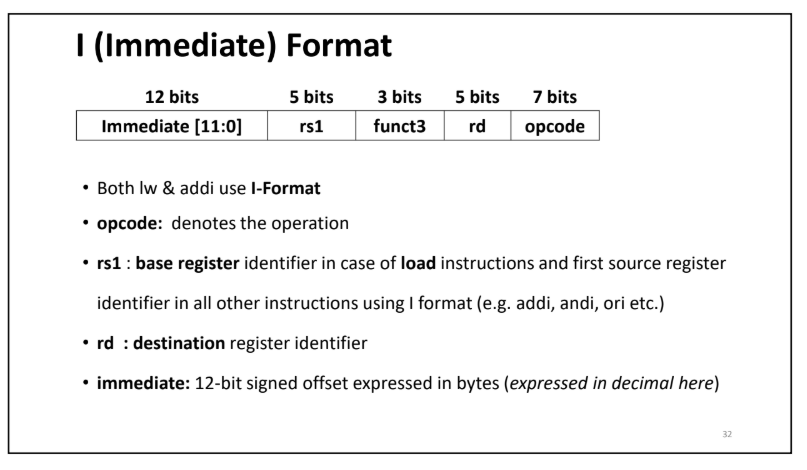 I (Immediate) Format
12 bits 5 bits 3 bits 5 bits 7 bits
Immediate [11:0] rs1 funct3 rd opcode
• Both lw & addi use I-Format
• opcode: denotes the operation
• rs1 : base register identifier in case of load instructions and first source register
identifier in all other instructions using I format (e.g. addi, andi, ori etc.)
• rd : destination register identifier
• immediate: 12-bit signed offset expressed in bytes (expressed in decimal here)
32